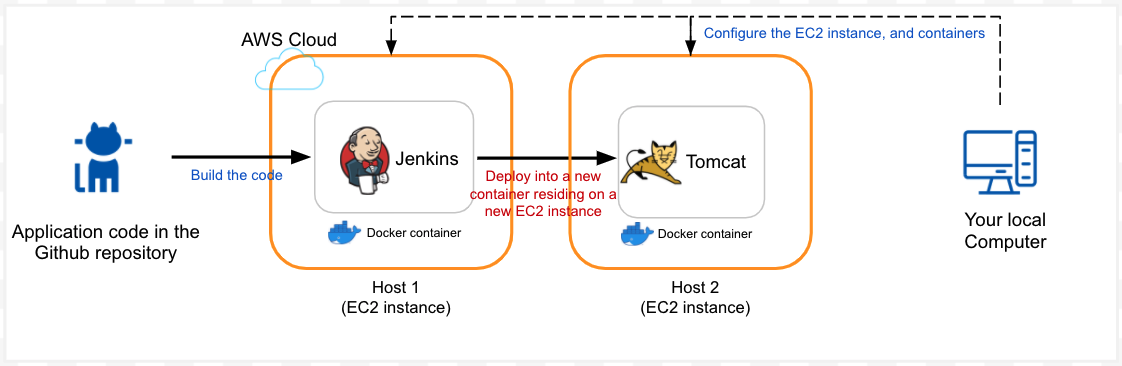 AWS Cloud
Configure the EC2 instance, and containers
Jenkins
Tomcat
Build the code
Deploy into a new
container residing on a
new EC2 instance
Docker container
Docker container
Application code in the
Github repository
Your local
Computer
Host 1
(EC2 instance)
Host 2
(EC2 instance)